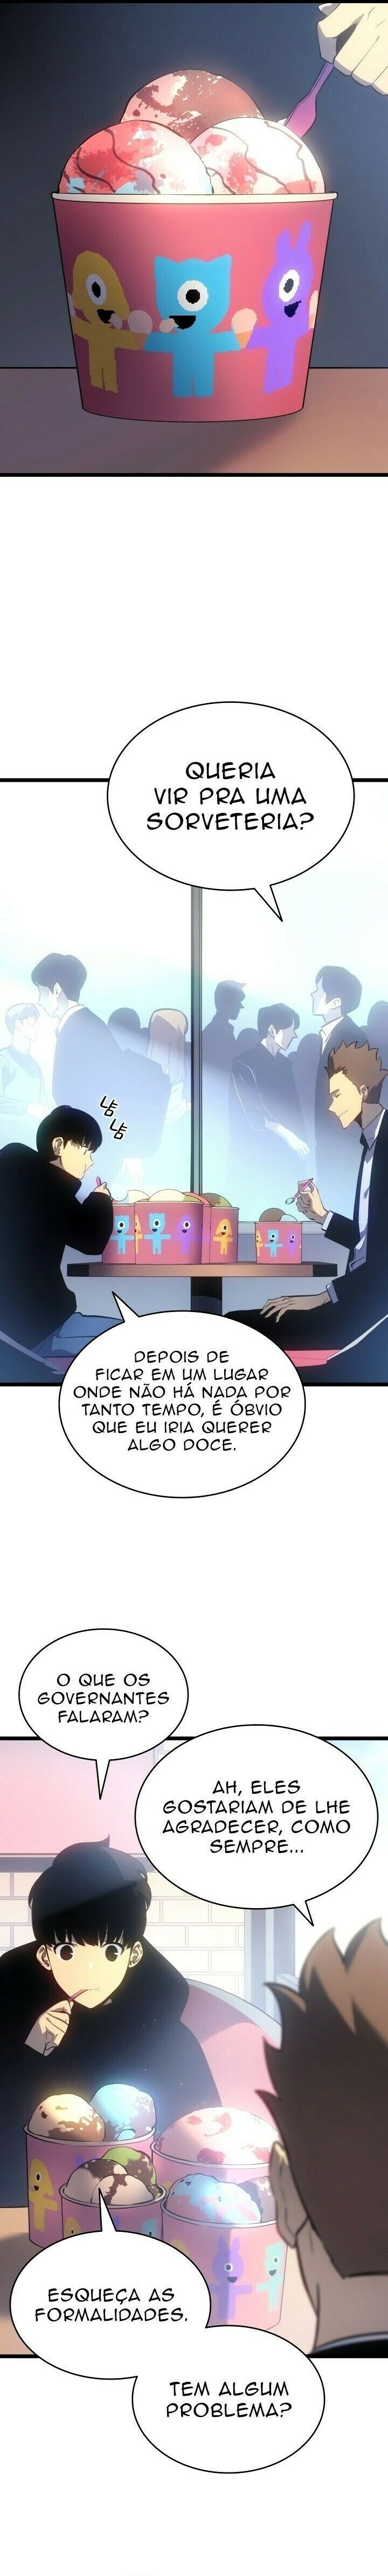 QUERIA
VIR PRA UMA
SORVETERIA?
냠
냠
DEPOIS DE
FICAR EM UM LUGAR
ONDE NÃO HÁ NADA POR
TANTO TEMPO, É ÓBVIO
QUE EU IRIA QUERER
ALGO DOCE.
O QUE OS
GOVERNANTES
FALARAM?
AH, ELES
GOSTARIAM DE LHE
AGRADECER, COMO
SEMPRE...
ESQUEÇA AS
FORMALIDADES.
TEM ALGUM
PROBLEMA?